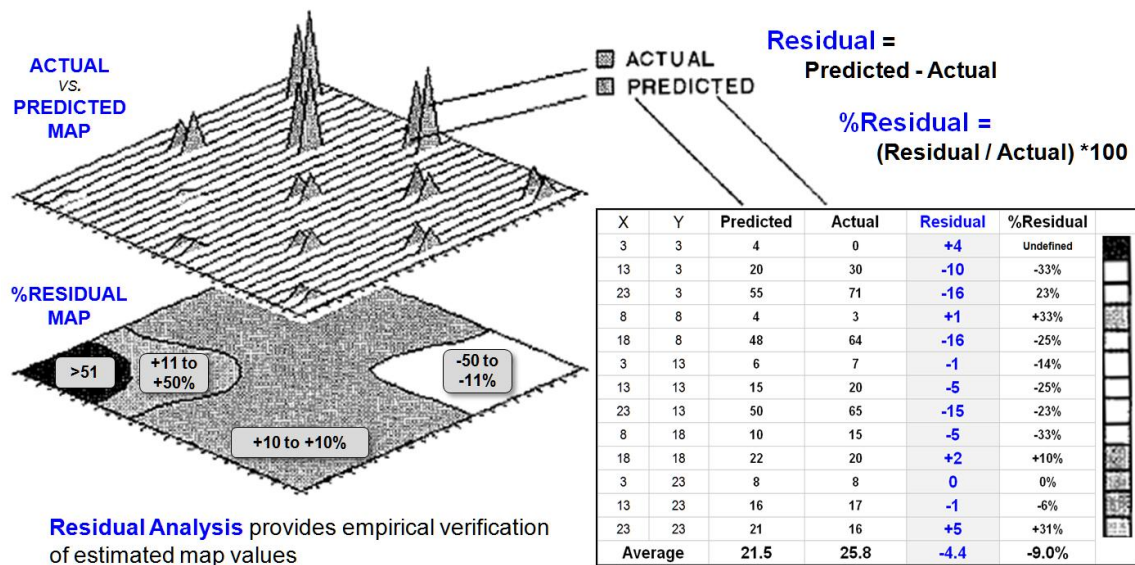 ACTUAL
vs.
PREDICTED
MAP
ACTUAL
PREDICTED
Residual =
Predicted - Actual
%Residual =
(Residual / Actual) *100
%RESIDUAL
MAP
>51
+11 to
+50%
-50 to
-11%
+10 to +10%
Residual Analysis provides empirical verification
of estimated map values
X Y Predicted Actual Residual %Residual
3 3 4 0 +4 Undefined
13 3 20 30 -10 -33%
23 3 55 71 -16 23%
8 8 4 3 +1 +33%
18 8 48 64 -16 -25%
3 13 6 7 -1 -14%
13 13 15 20 -5 -25%
23 13 50 65 -15 -23%
8 18 10 15 -5 -33%
18 18 22 20 +2 +10%
3 23 8 8 0 0%
13 23 16 17 -1 -6%
23 23 21 16 +5 +31%
Average 21.5 25.8 -4.4 -9.0%